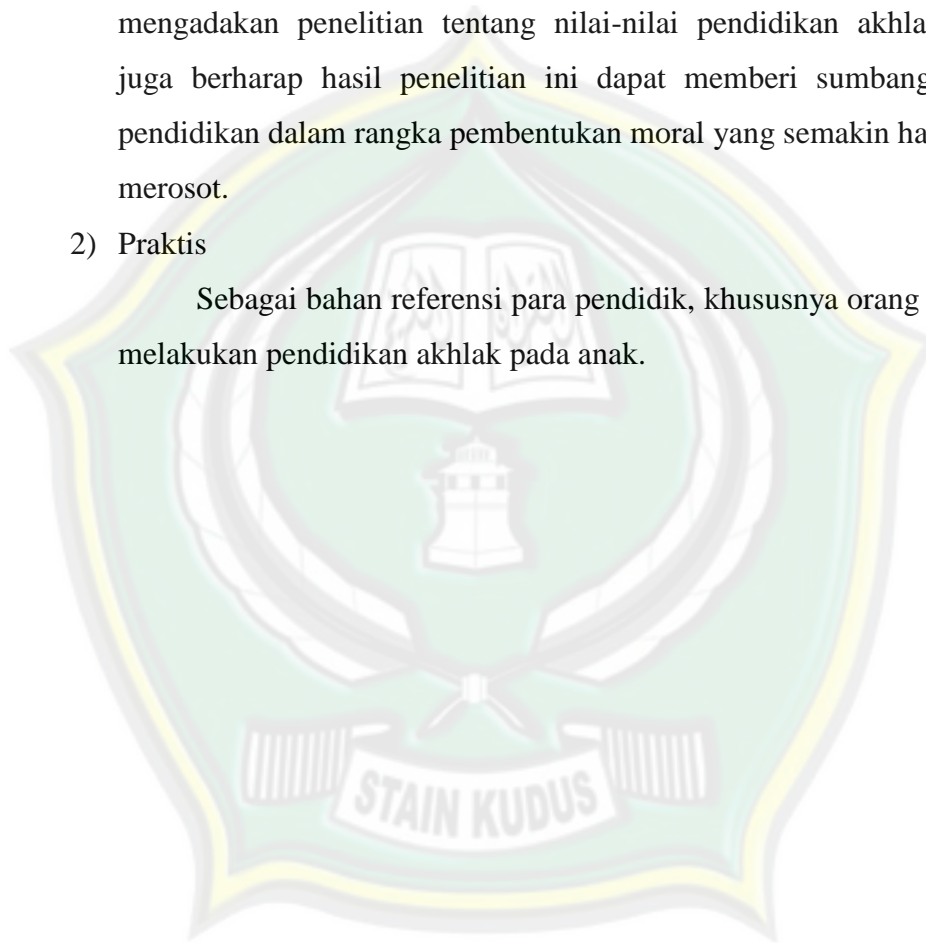 mengadakan penelitian tentang nilai-nilai pendidikan akhla
juga berharap hasil penelitian ini dapat memberi sumbang
pendidikan dalam rangka pembentukan moral yang semakin ha
merosot.
2) Praktis
Sebagai bahan referensi para pendidik, khususnya orang
melakukan pendidikan akhlak pada anak.
STAIN KUDUS